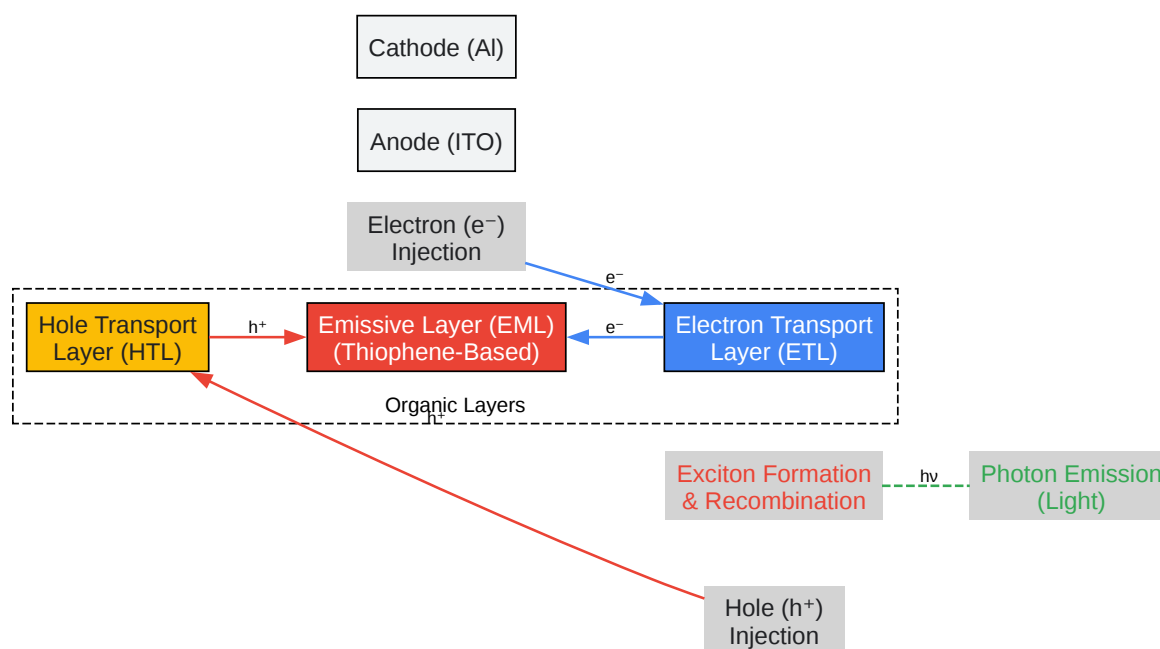 Cathode (Al)
Anode (ITO)
Electron (e⁻)
Injection
e⁻
Hole Transport
Layer (HTL)
h⁺
Emissive Layer (EML)
(Thiophene-Based)
e⁻
Electron Transport
Layer (ETL)
Organic Layers
h⁺
Exciton Formation
& Recombination
hν
Photon Emission
(Light)
Hole (h⁺)
Injection